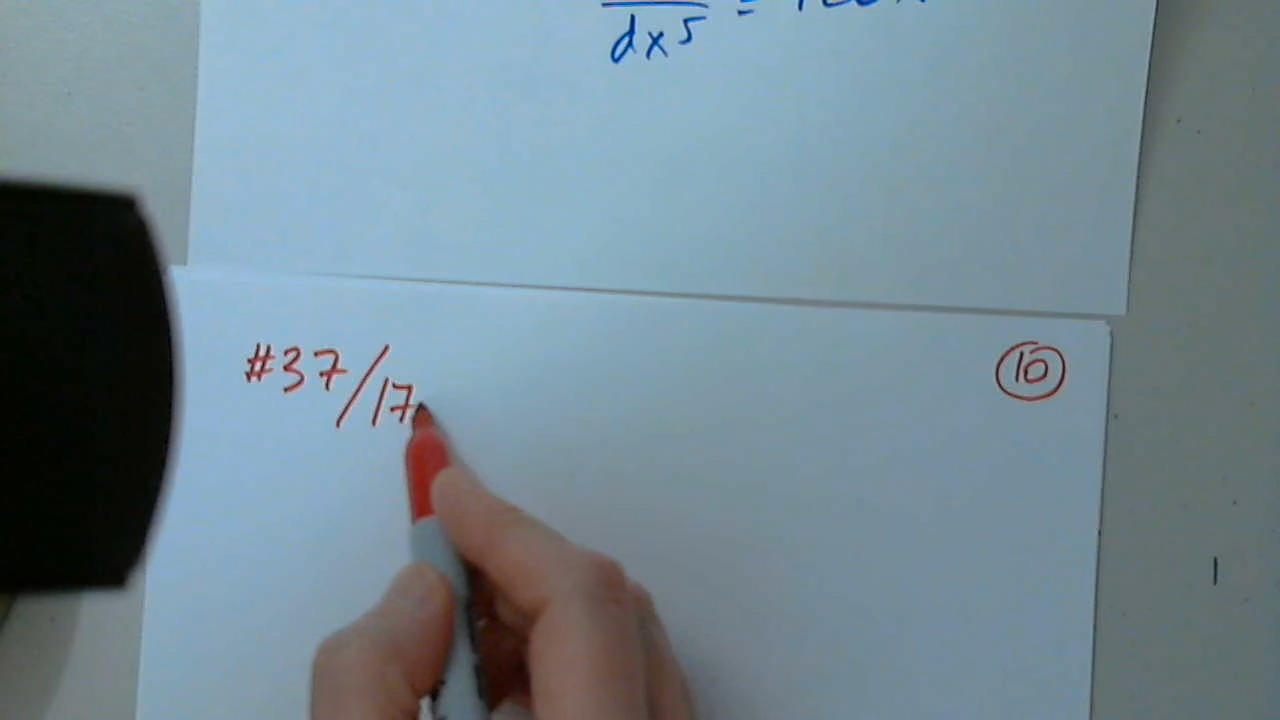 dx⁵ =
#37/17
10